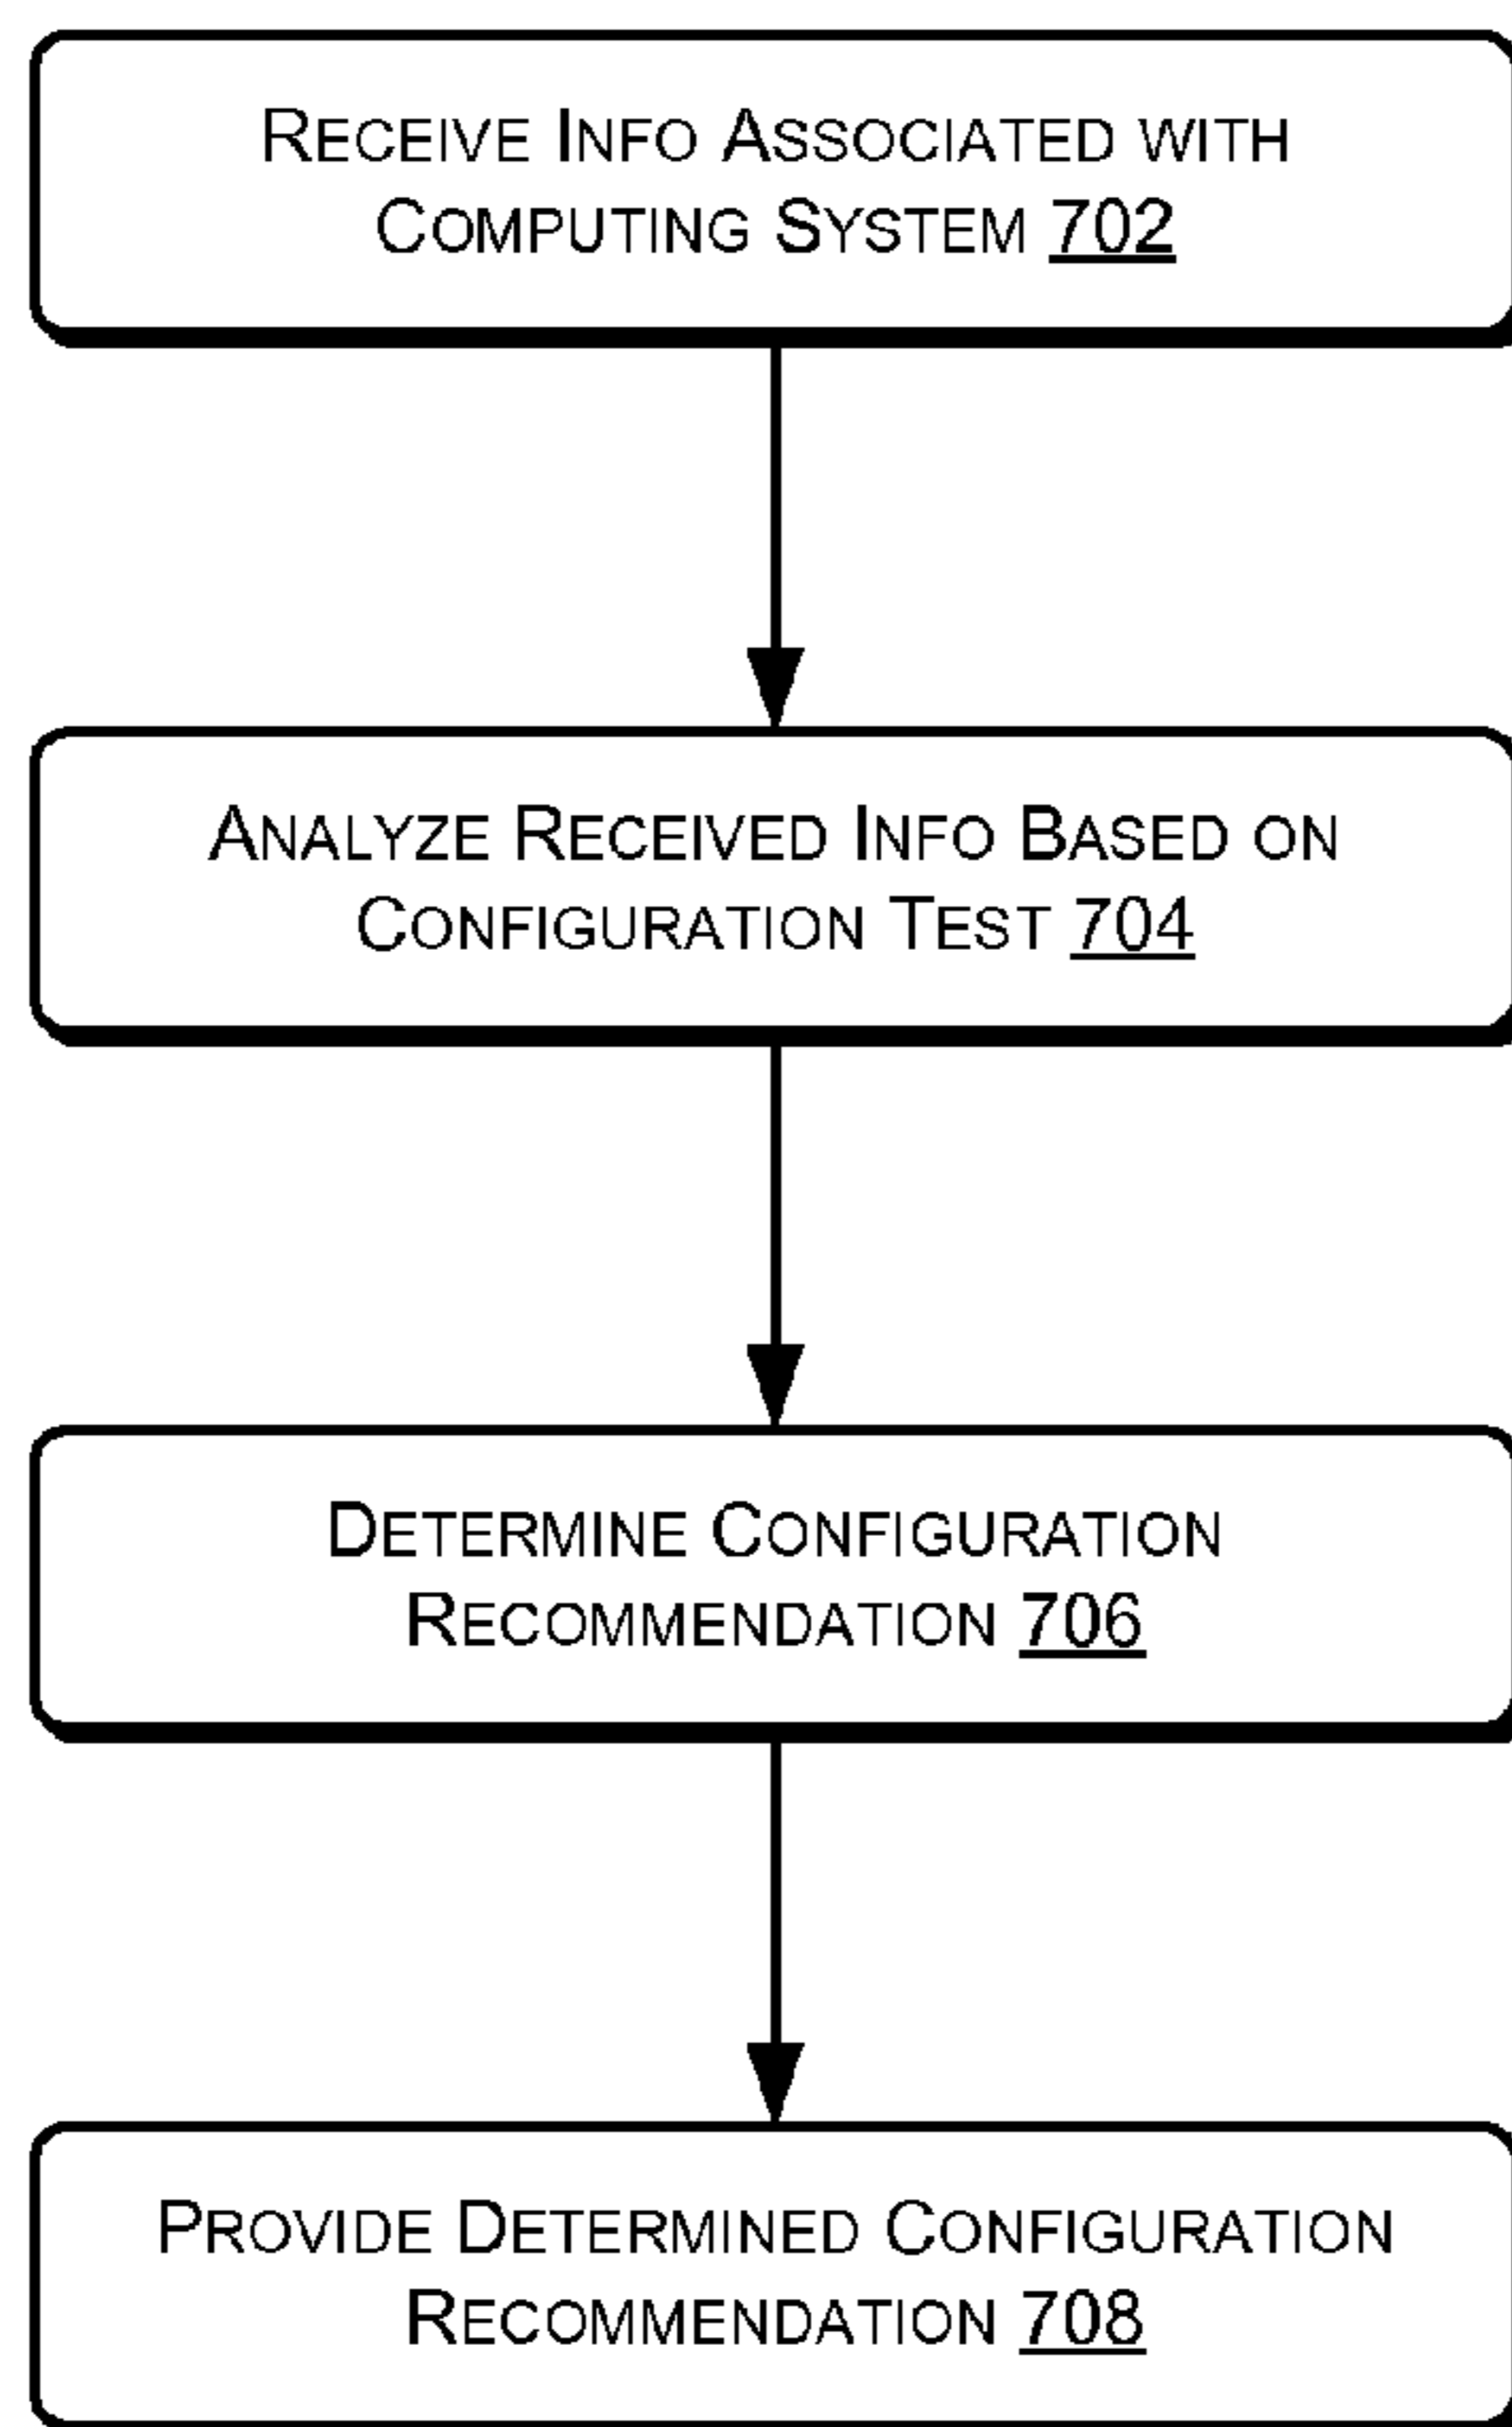 Receive Info Associated with
Computing System 702
Analyze Received Info Based on
Configuration Test 704
Determine Configuration
Recommendation 706
Provide Determined Configuration
Recommendation 708